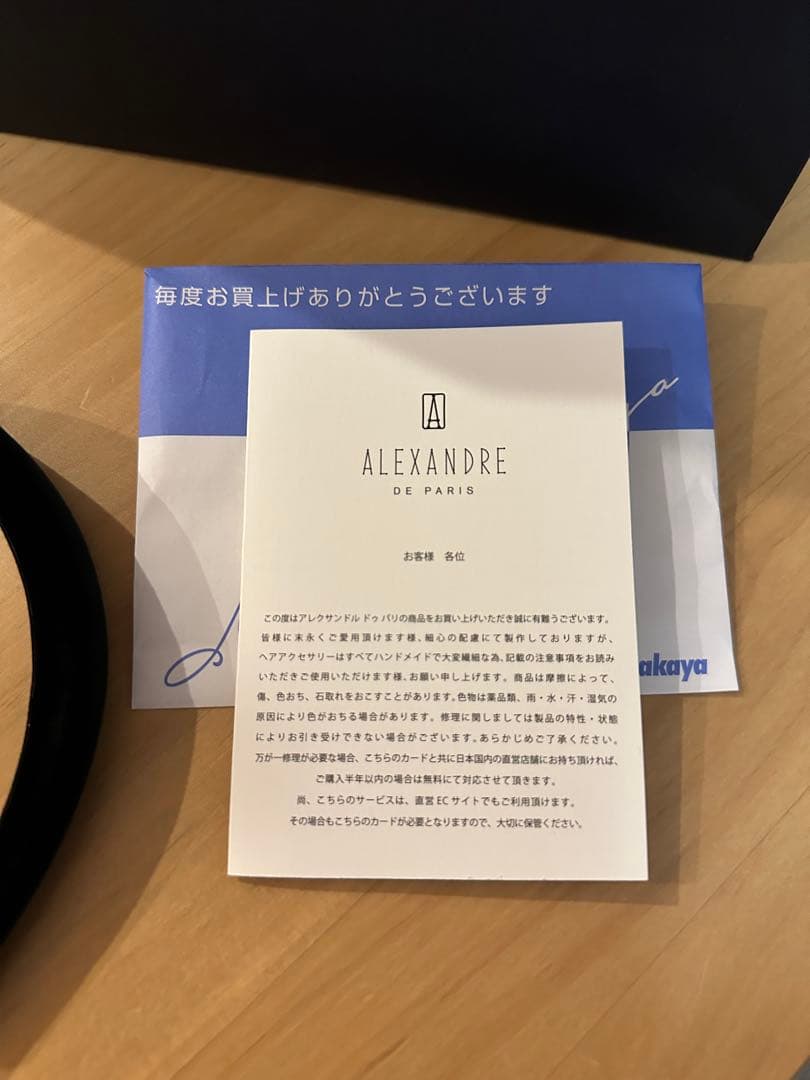 毎度お買上げありがとうございます
A
ALEXANDRE
DE PARIS
お客様 各位
この度はアレクサンドル ドゥ パリの商品をお買い上げいただき誠に有難うございます。
皆様に末永くご愛用頂けます様、細心の配慮にて製作しておりますが、
ヘアアクセサリーはすべてハンドメイドで大変繊細な為、記載の注意事項をお読み
いただきご使用いただけます様、お願い申し上げます。商品は摩擦によって、
傷、色おち、石取れをおこすことがあります。色物は薬品類、雨・水・汗・湿気の
原因により色がおちる場合があります。修理に関しましては製品の特性・状態
によりお引き受けできない場合がございます。あらかじめご了承ください。
万が一修理が必要な場合、こちらのカードと共に日本国内の直営店舗にお持ち頂ければ、
ご購入半年以内の場合は無料にて対応させて頂きます。
尚、こちらのサービスは、直営 EC サイトでもご利用頂けます。
その場合もこちらのカードが必要となりますので、大切に保管ください。
akaya